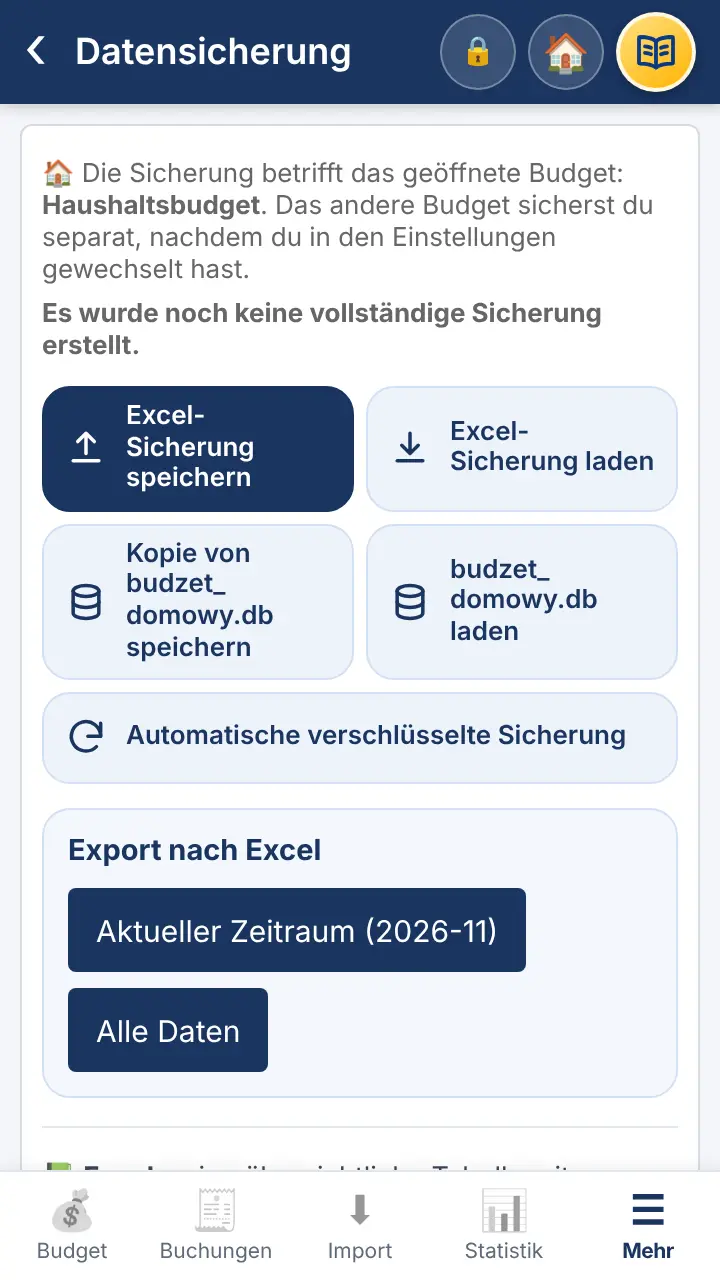 Datensicherung
Die Sicherung betrifft das geöffnete Budget:
Haushaltsbudget. Das andere Budget sicherst du
separat, nachdem du in den Einstellungen
gewechselt hast.
Es wurde noch keine vollständige Sicherung
erstellt.
Excel-
Sicherung
speichern
Excel-
Sicherung laden
Kopie von
budzet_
domowy.db
speichern
budzet_
domowy.db
laden
Automatische verschlüsselte Sicherung
Export nach Excel
Aktueller Zeitraum (2026-11)
Alle Daten
Budget
Buchungen
Import
Statistik
Mehr